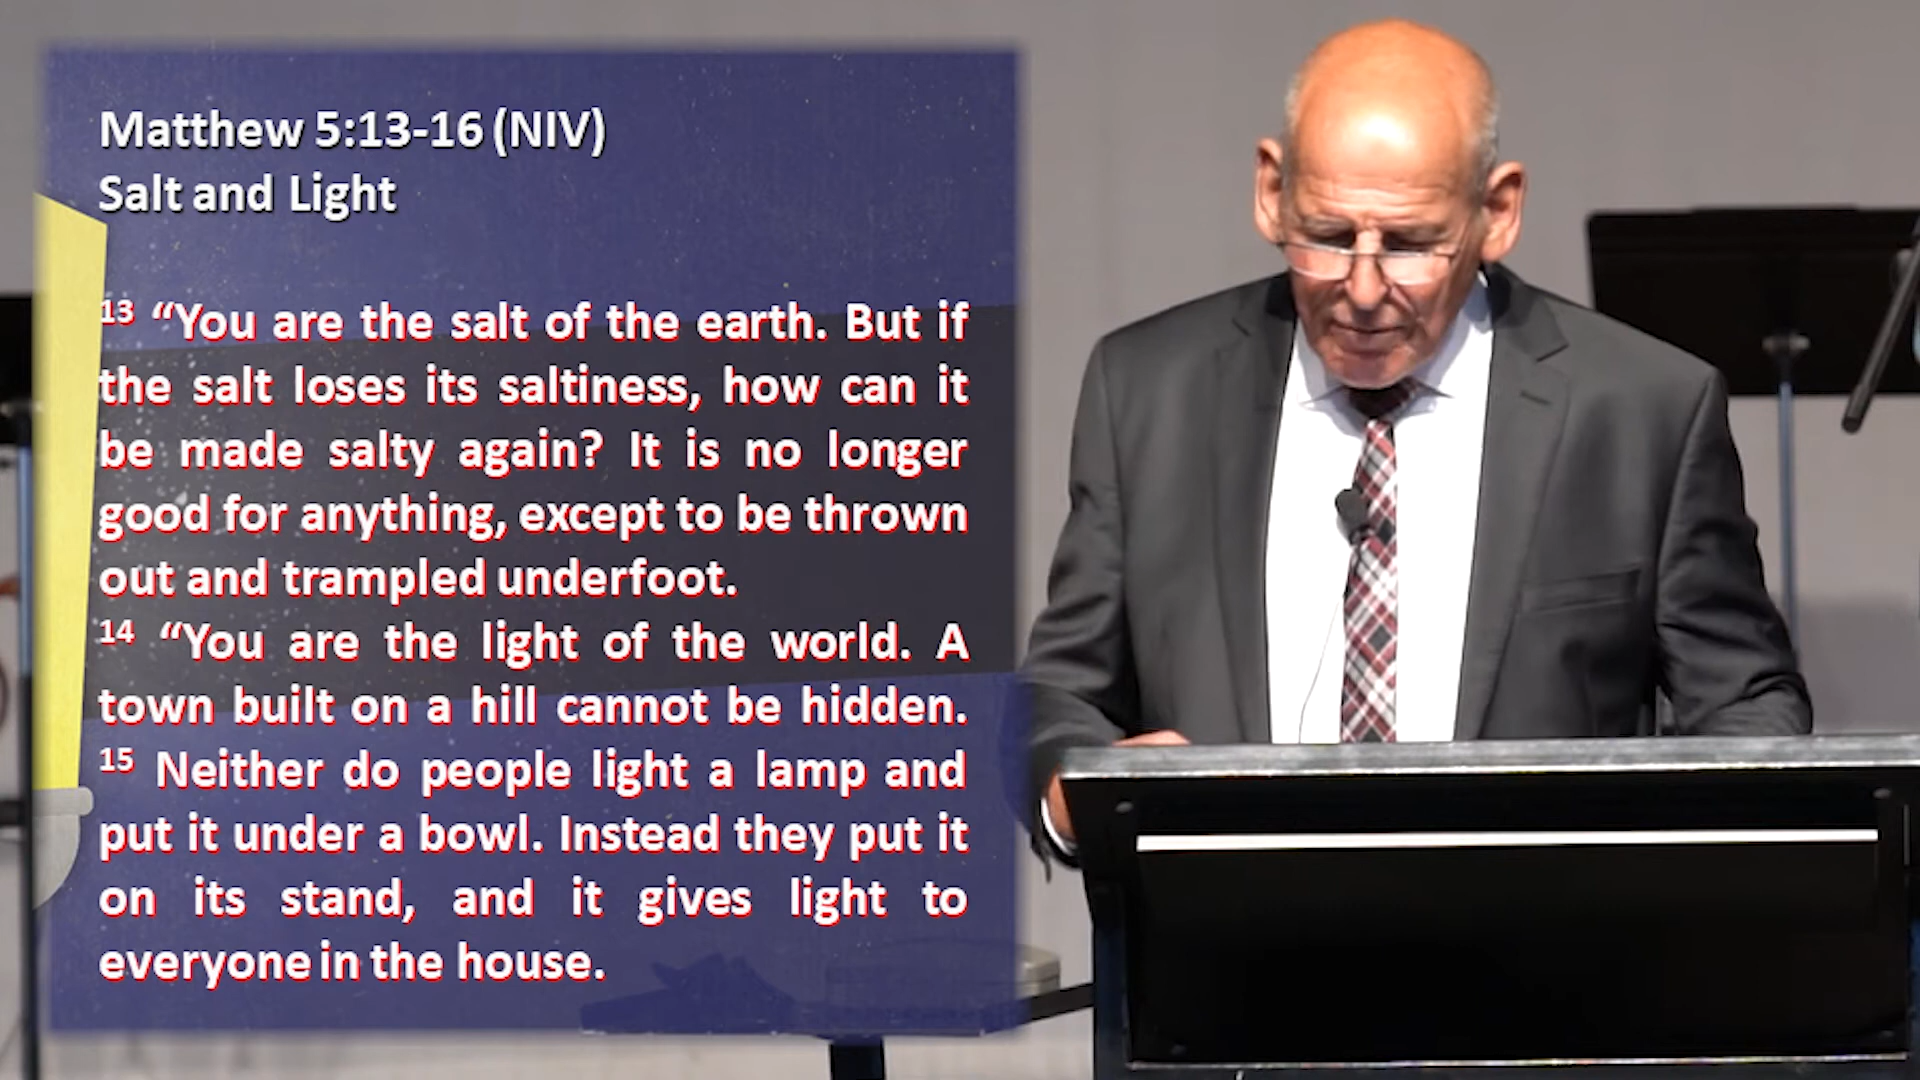 Matthew 5:13-16 (NIV)
Salt and Light
13 “You are the salt of the earth. But if
the salt loses its saltiness, how can it
be made salty again? It is no longer
good for anything, except to be thrown
out and trampled underfoot.
14 “You are the light of the world. A
town built on a hill cannot be hidden.
15 Neither do people light a lamp and
put it under a bowl. Instead they put it
on its stand, and it gives light to
everyone in the house.